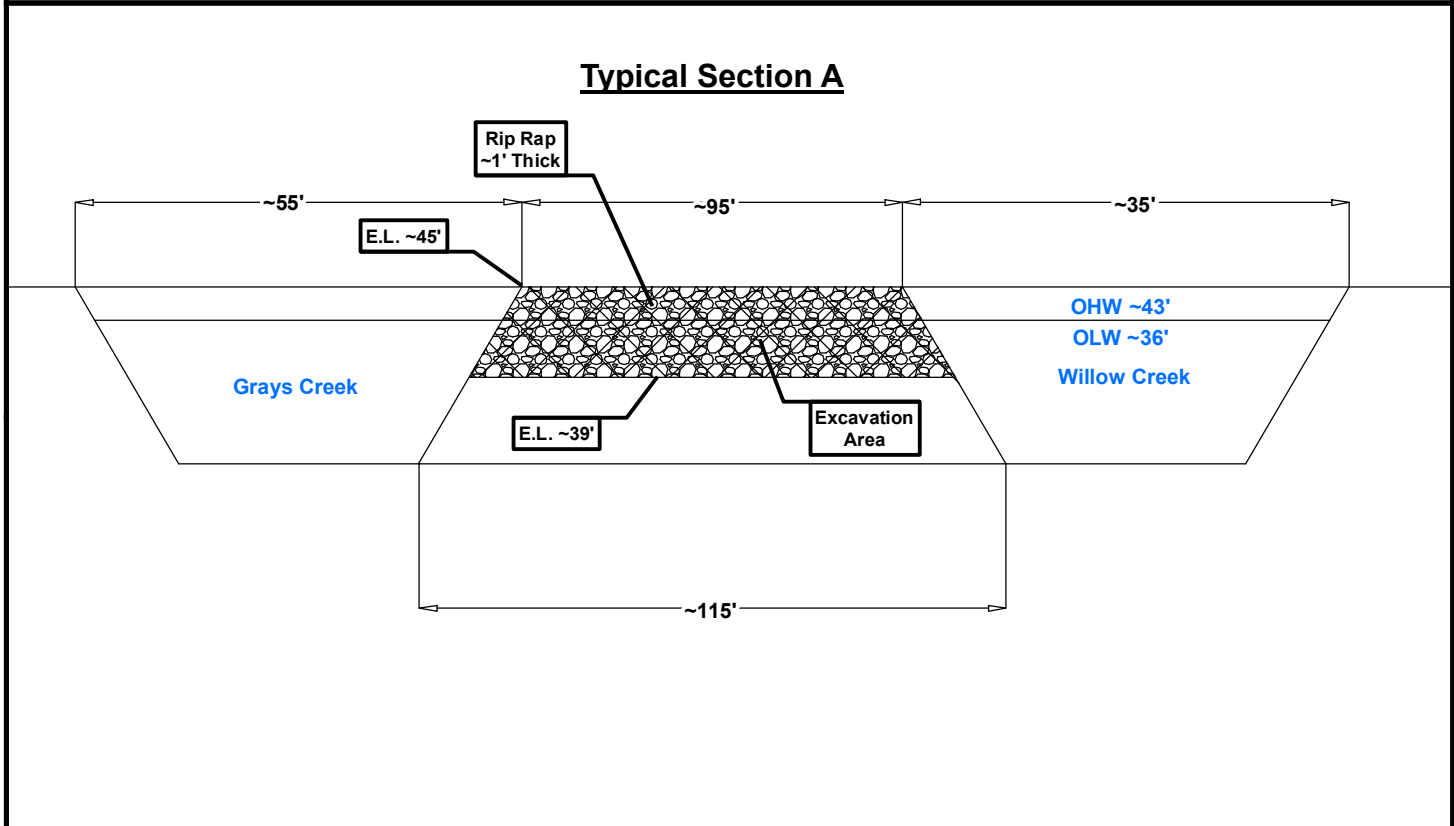 Typical Section A
Rip Rap
~1' Thick
~55'
~95'
~35'
E.L. ~45'
OHW ~43'
OLW ~36'
Grays Creek
Willow Creek
E.L. ~39'
Excavation
Area
~115'